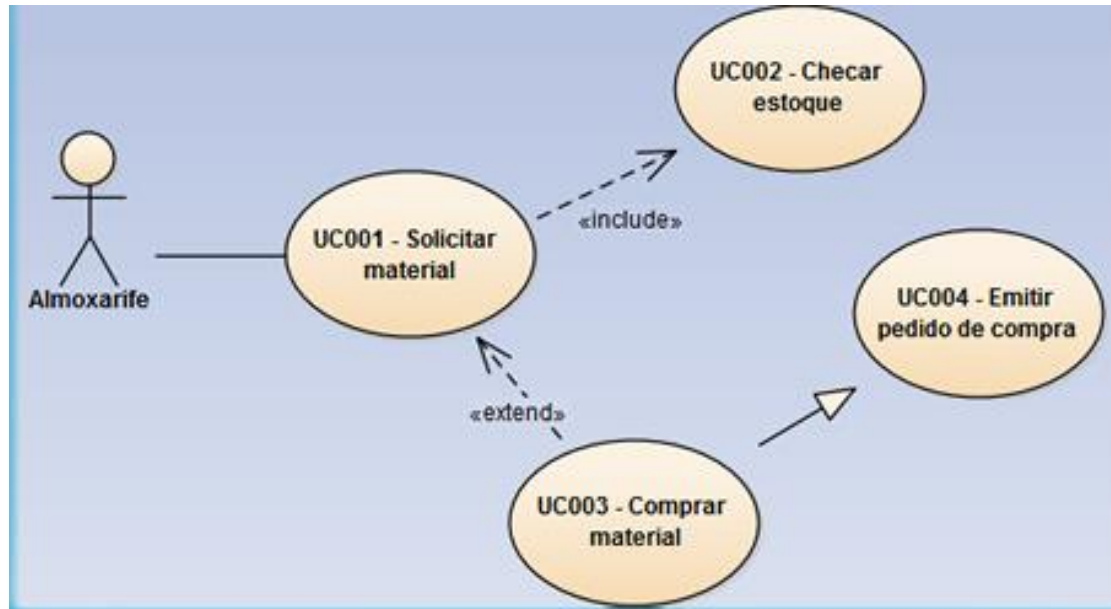 UC002 - Checar
estoque
«include»
UC001 - Solicitar
material
Almoxarife
UC004 - Emitir
pedido de compra
«extend»
UC003 - Comprar
material